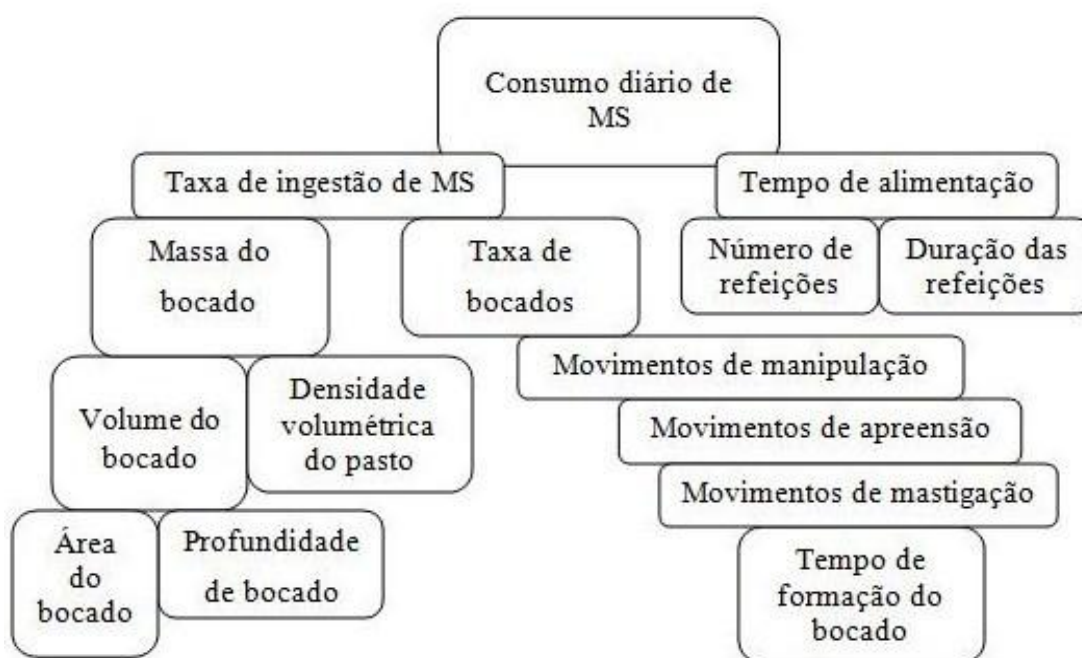 Consumo diário de
MS
Taxa de ingestão de MS
Tempo de alimentação
Massa do
bocado
Taxa de
bocados
Número de
refeições
Duração das
refeições
Movimentos de manipulação
Volume do
bocado
Densidade
volumétrica
do pasto
Movimentos de apreensão
Movimentos de mastigação
Área
do
bocado
Profundidade
de bocado
Tempo de
formação do
bocado